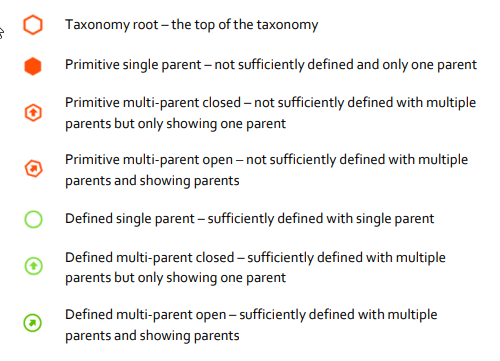 Taxonomy root – the top of the taxonomy
Primitive single parent – not sufficiently defined and only one parent
Primitive multi-parent closed – not sufficiently defined with multiple
parents but only showing one parent
Primitive multi-parent open – not sufficiently defined with multiple
parents and showing parents
Defined single parent – sufficiently defined with single parent
Defined multi-parent closed – sufficiently defined with multiple
parents but only showing one parent
Defined multi-parent open – sufficiently defined with multiple
parents and showing parents